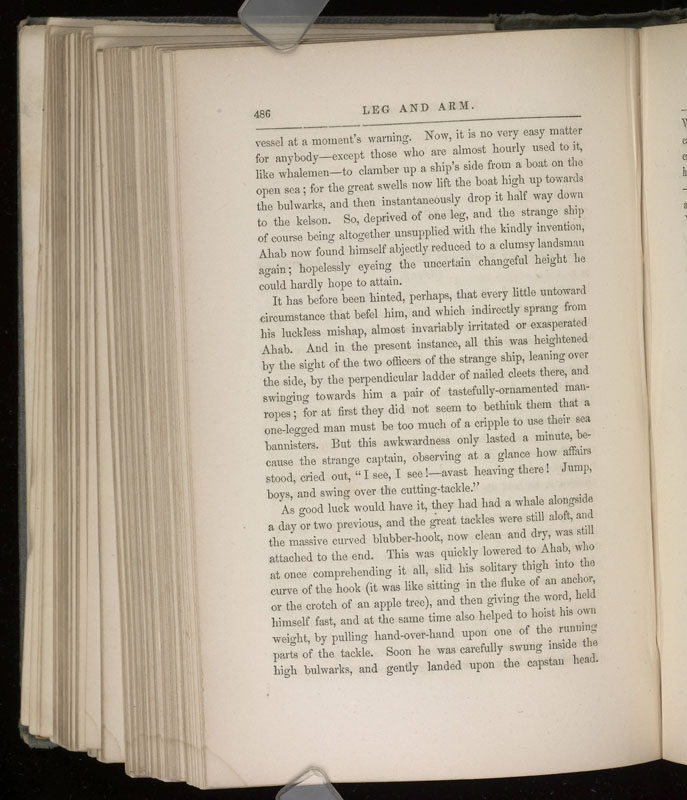 486
LEG AND ARM.
vessel at a moment's warning. Now, it is no very easy matter
for anybody—except those who are almost hourly used to it,
like whalemen—to clamber up a ship's side from a boat on the
open sea; for the great swells now lift the boat high up towards
the bulwarks, and then instantaneously drop it half way down
to the kelson. So, deprived of one leg, and the strange ship
of course being altogether unsupplied with the kindly invention,
Ahab now found himself abjectly reduced to a clumsy landsman
again; hopelessly eyeing the uncertain changeful height he
could hardly hope to attain.
It has before been hinted, perhaps, that every little untoward
circumstance that befel him, and which indirectly sprang from
his luckless mishap, almost invariably irritated or exasperated
Ahab. And in the present instance, all this was heightened
by the sight of the two officers of the strange ship, leaning over
the side, by the perpendicular ladder of nailed cleets there, and
swinging towards him a pair of tastefully-ornamented man-
ropes; for at first they did not seem to bethink them that a
one-legged man must be too much of a cripple to use their sea
bannisters. But this awkwardness only lasted a minute, be-
cause the strange captain, observing at a glance how affairs
stood, cried out, "I see, I see!—avast heaving there! Jump,
boys, and swing over the cutting-tackle."
As good luck would have it, they had had a whale alongside
a day or two previous, and the great tackles were still aloft, and
the massive curved blubber-hook, now clean and dry, was still
attached to the end. This was quickly lowered to Ahab, who
at once comprehending it all, slid his solitary thigh into the
curve of the hook (it was like sitting in the fluke of an anchor,
or the crotch of an apple tree), and then giving the word, held
himself fast, and at the same time also helped to hoist his own
weight, by pulling hand-over-hand upon one of the running
parts of the tackle. Soon he was carefully swung inside the
high bulwarks, and gently landed upon the capstan head.